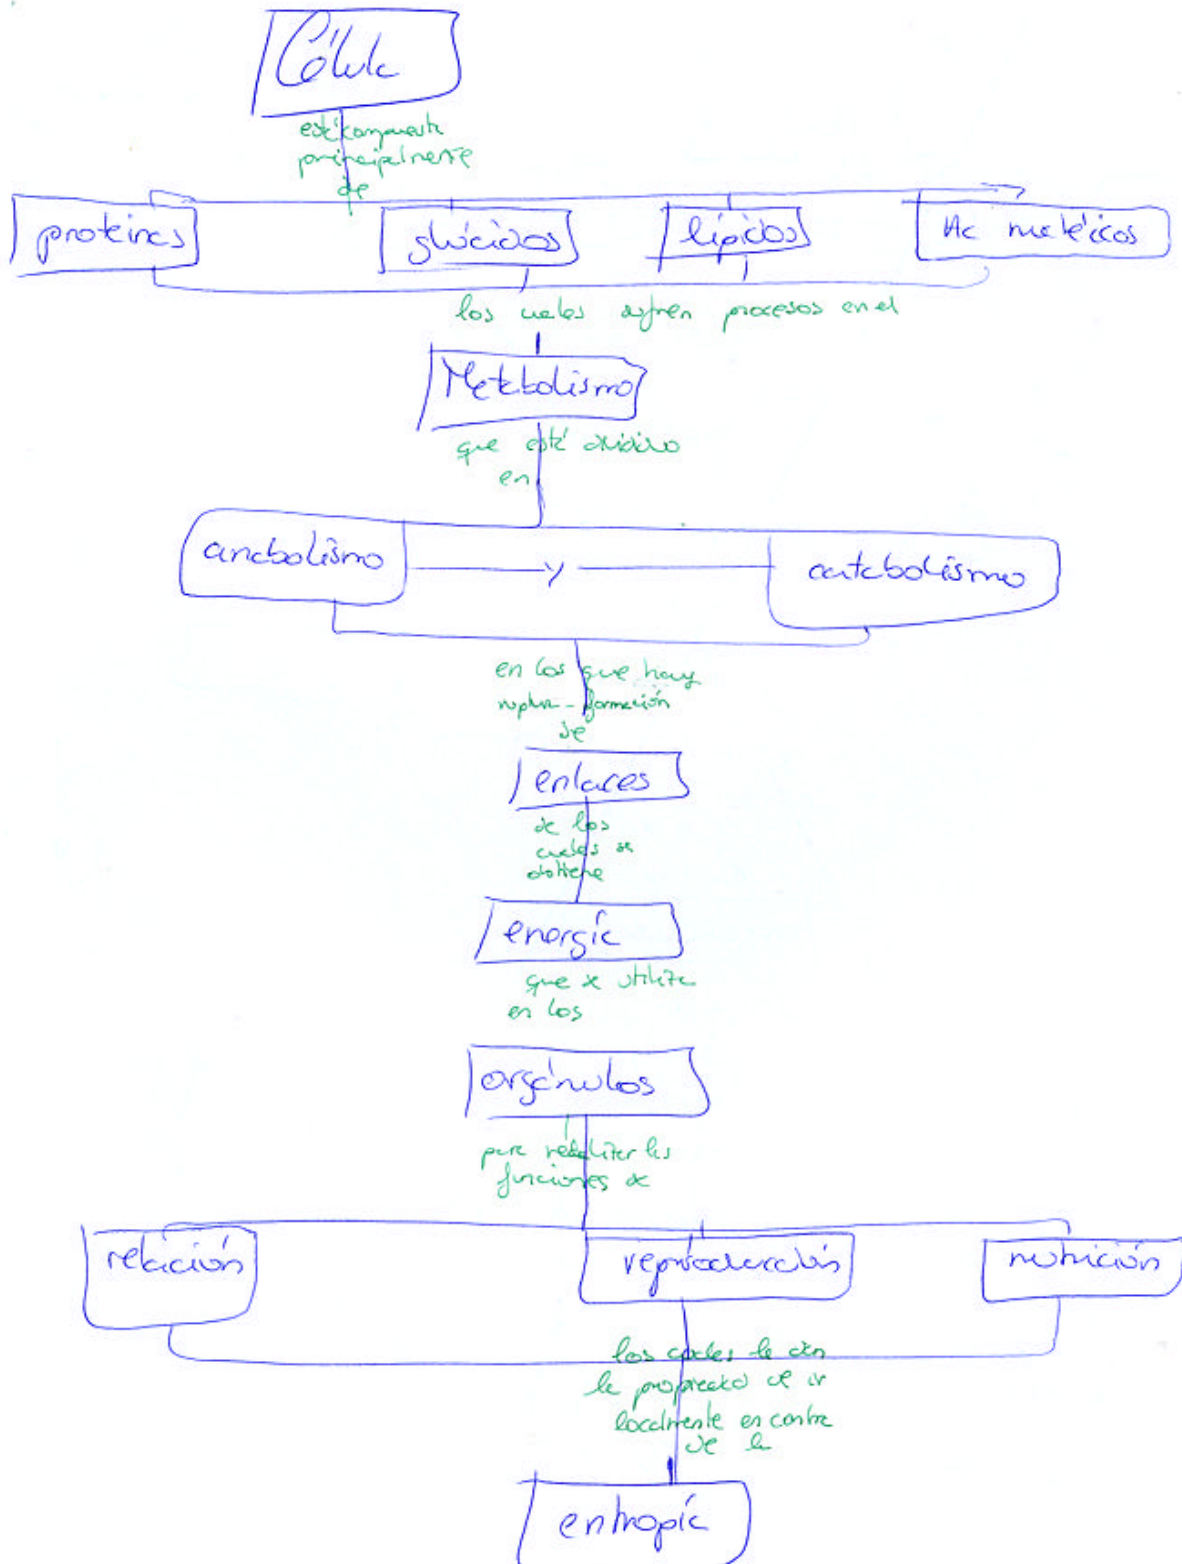 Célula
está compuesta
principalmente
de
proteinas
glúcidos
lípidos
Ac nucléicos
los cuales sufren procesos en el
Metabolismo
que está dividido
en
anabolismo
y
catabolismo
en los que hay
ruptura - formación
de
enlaces
de los
cuales se
obtiene
energía
que se utiliza
en los
orgánulos
para realizar las
funciones de
relación
reproducción
nutrición
los cuales le dan
la propiedad de ir
localmente en contra
de la
entropía